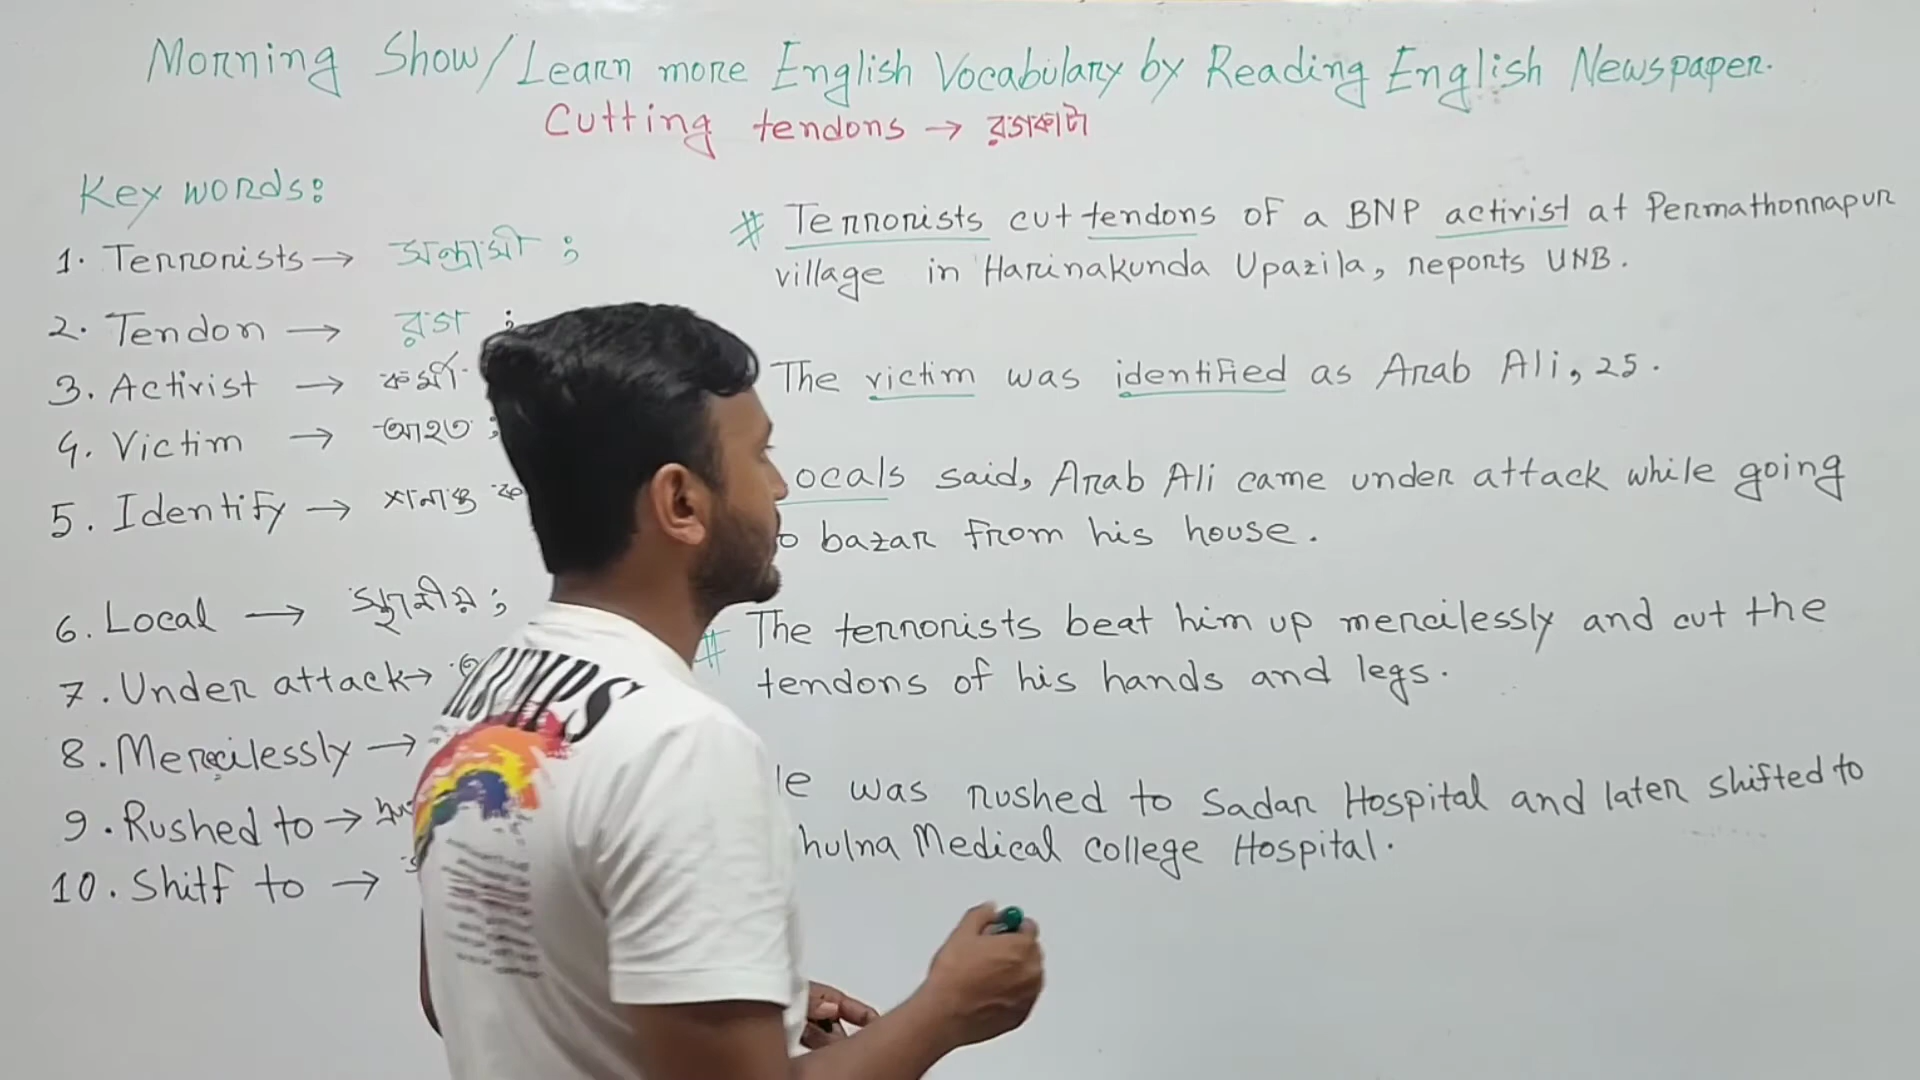 Morning Show/Learn more English Vocabulary by Reading English Newspaper.
Cutting tendons → রগকাটা
Key words:
1. Terrorists → সন্ত্রাসী ;
2. Tendon → রগ ;
3. Activist → কর্মী
4. Victim → আহত ;
5. Identify → শনাক্ত
6. Local → স্থানীয় ;
7. Under attack →
8. Mercilessly →
9. Rushed to →
10. Shitf to →
# Terrorists cut tendons of a BNP activist at Permathonnapur
village in Harinakunda Upazila, reports UNB.
The victim was identified as Arab Ali, 25.
ocals said, Arab Ali came under attack while going
o bazar from his house.
# The terrorists beat him up mercilessly and cut the
tendons of his hands and legs.
e was rushed to Sadar Hospital and later shifted to
hulna Medical college Hospital.